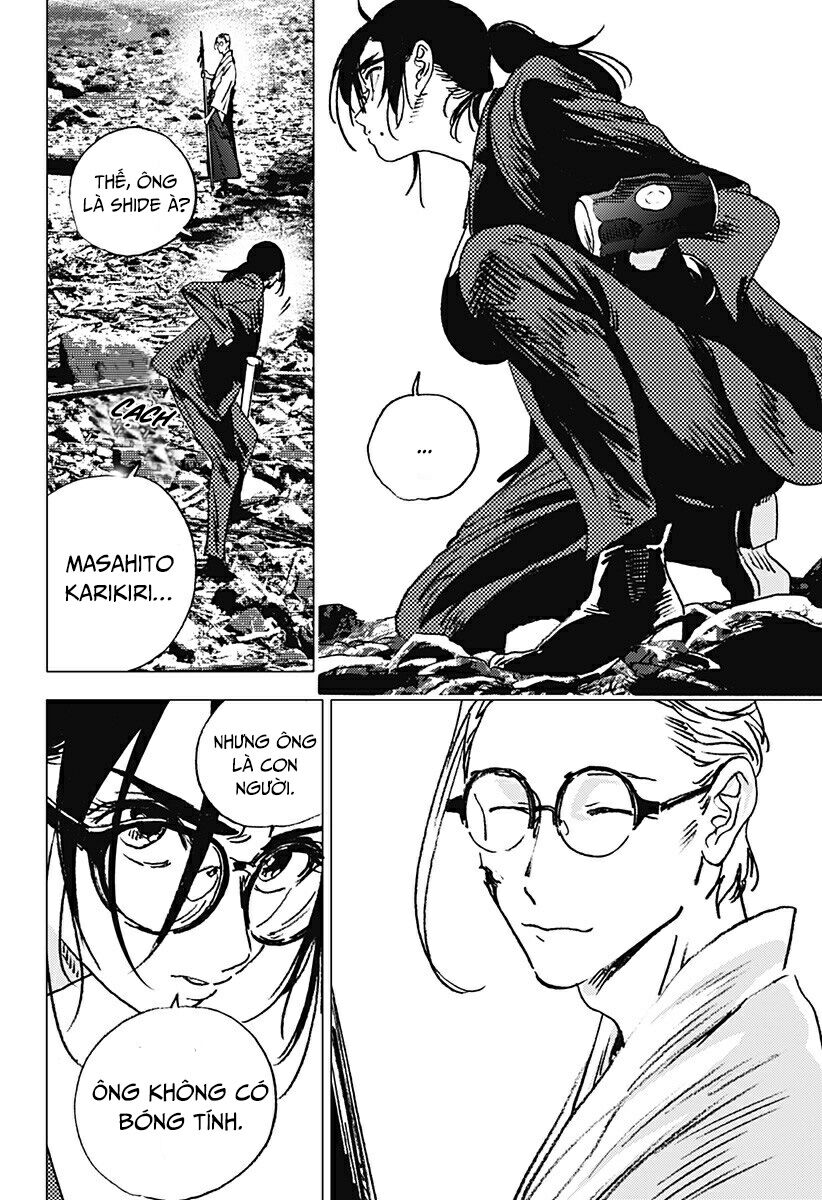 ...
THẾ, ÔNG
LÀ SHIDE À?
CẠCH
MASAHITO
KARIKIRI...
NHƯNG ÔNG
LÀ CON
NGƯỜI.
ÔNG KHÔNG CÓ
BÓNG TÍNH.